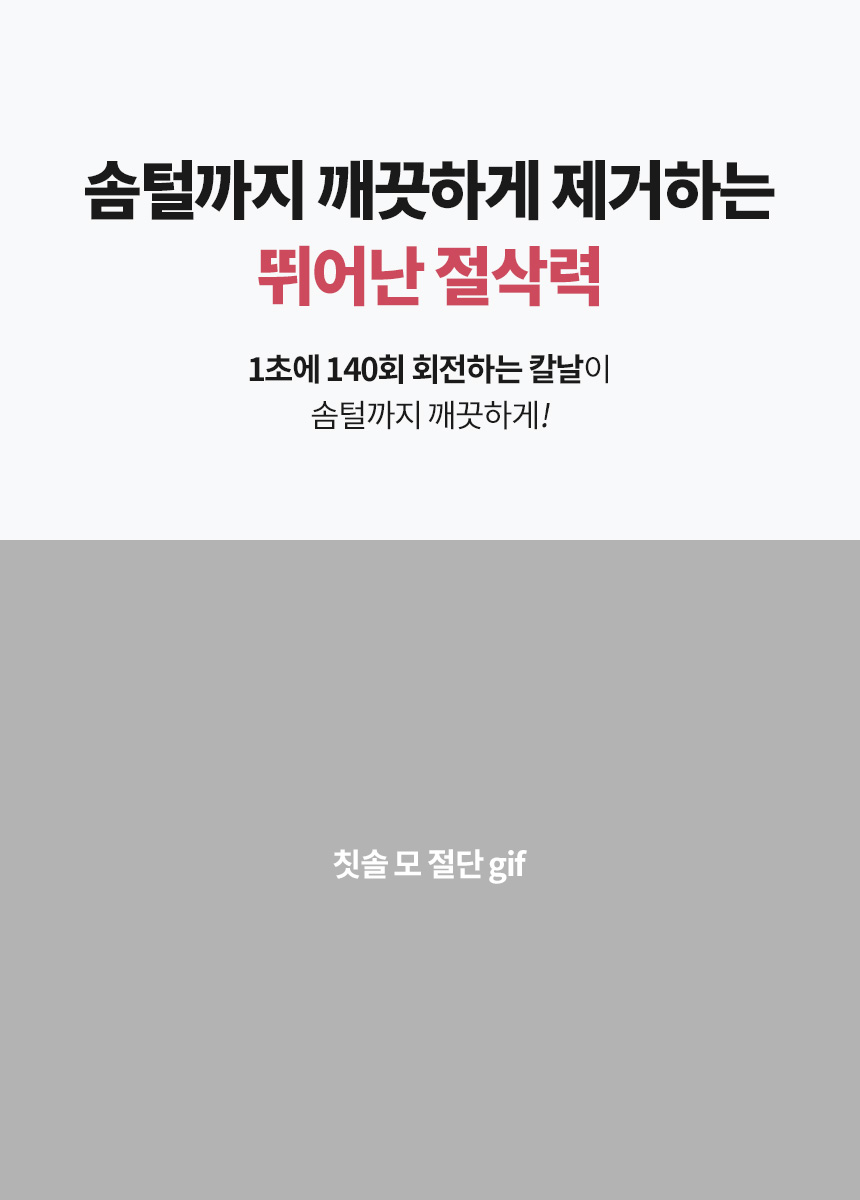 솜털까지 깨끗하게 제거하는
뛰어난 절삭력
1초에 140회 회전하는 칼날이
솜털까지 깨끗하게!
칫솔 모 절단 gif